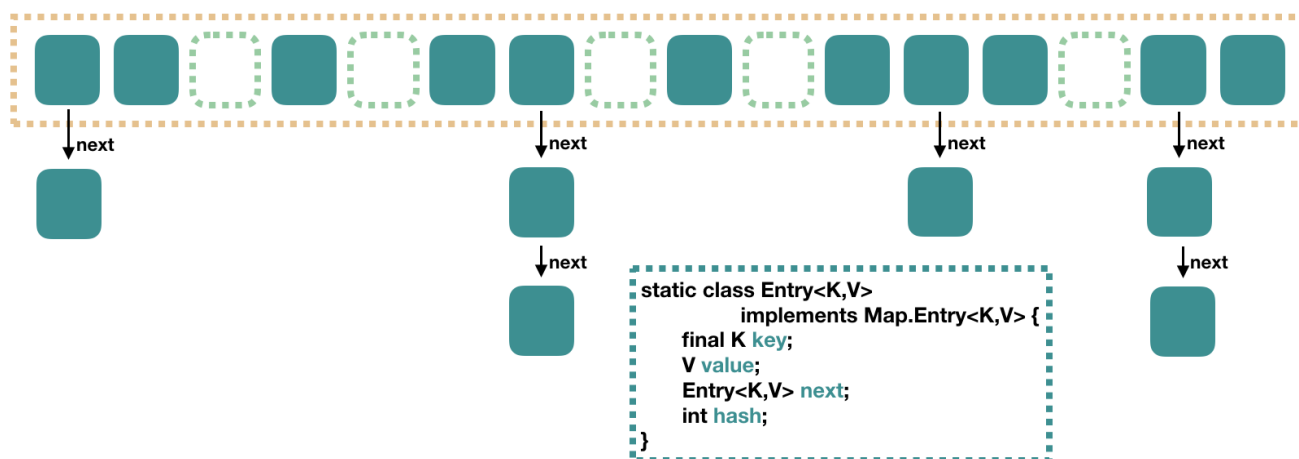 next
next
next
next
next
next
static class Entry<K,V>
implements Map.Entry<K,V> {
final K key;
V value;
Entry<K,V> next;
int hash;
}